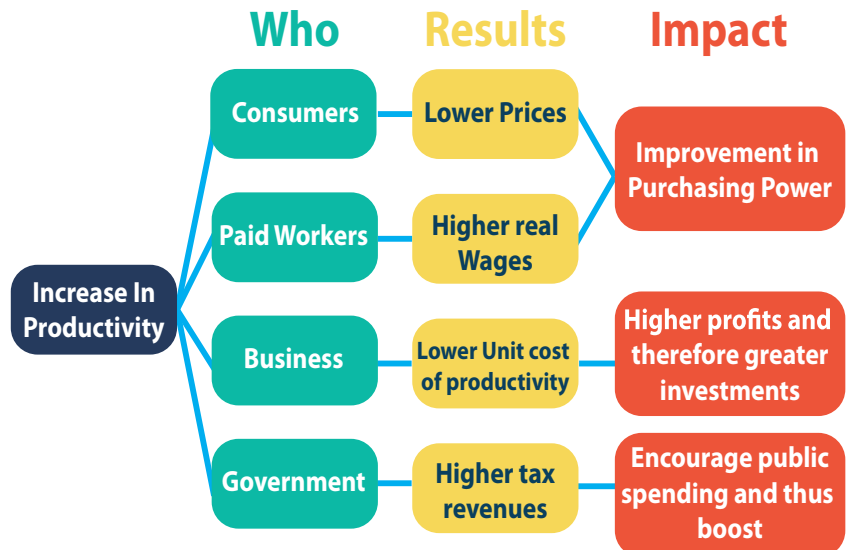 Who
Results
Impact
Increase In
Productivity
Consumers
Lower Prices
Improvement in
Purchasing Power
Paid Workers
Higher real
Wages
Business
Lower Unit cost
of productivity
Higher profits and
therefore greater
investments
Government
Higher tax
revenues
Encourage public
spending and thus
boost